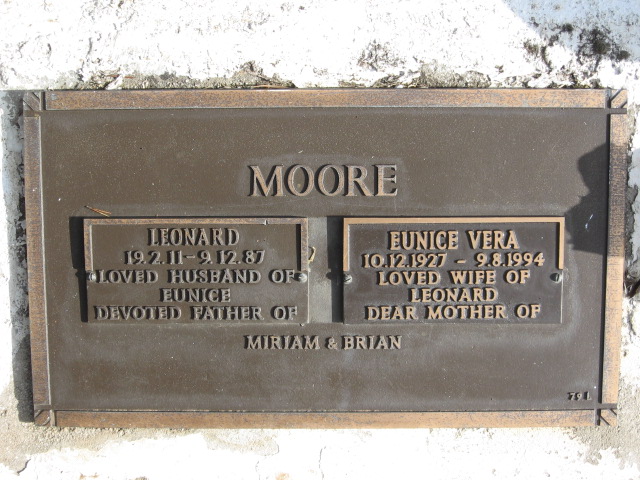 MOORE
LEONARD
19.2.11-9.12.87
LOVED HUSBAND OF
EUNICE
DEVOTED FATHER OF
EUNICE VERA
10.12.1927 - 9.8.1994
LOVED WIFE OF
LEONARD
DEAR MOTHER OF
MIRIAM & BRIAN
79 L